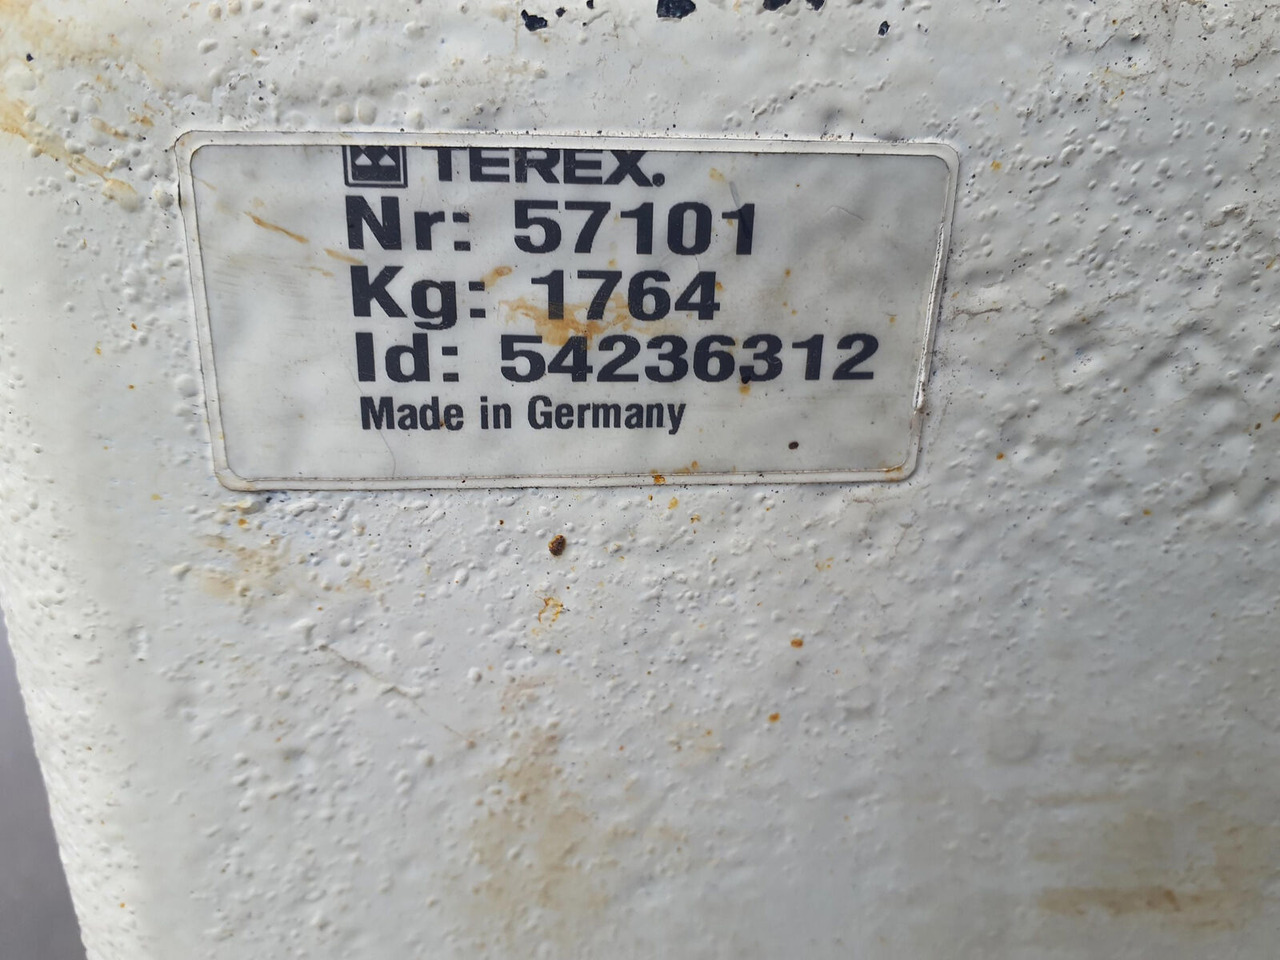 TEREX.
Nr: 57101
Kg: 1764
Id: 54236312
Made in Germany